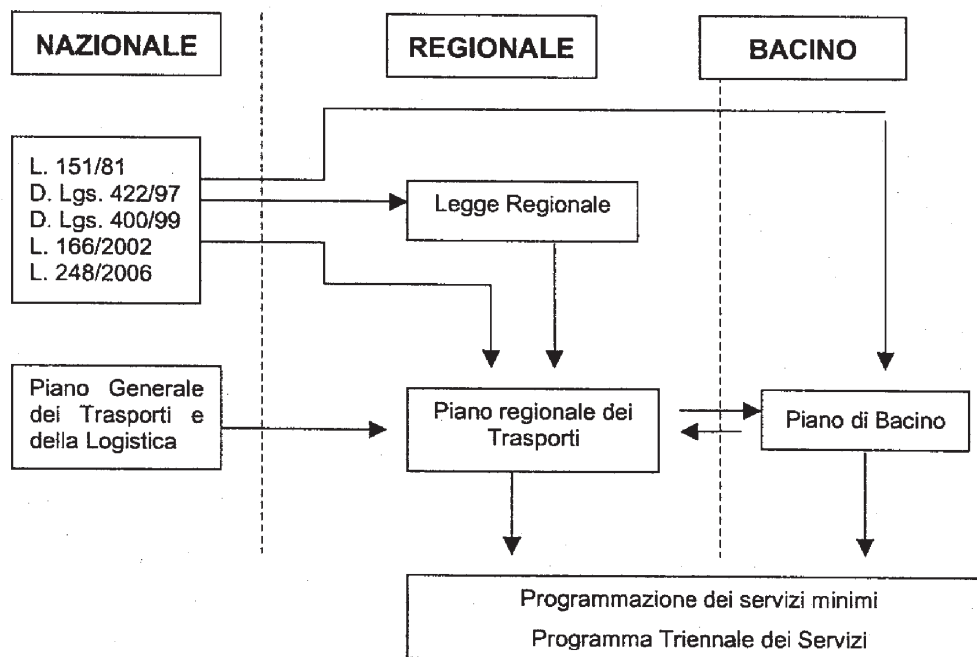 NAZIONALE
REGIONALE
BACINO
L. 151/81
D. Lgs. 422/97
D. Lgs. 400/99
L. 166/2002
L. 248/2006
Legge Regionale
Piano Generale
dei Trasporti e
della Logistica
Piano regionale dei
Trasporti
Piano di Bacino
Programmazione dei servizi minimi
Programma Triennale dei Servizi